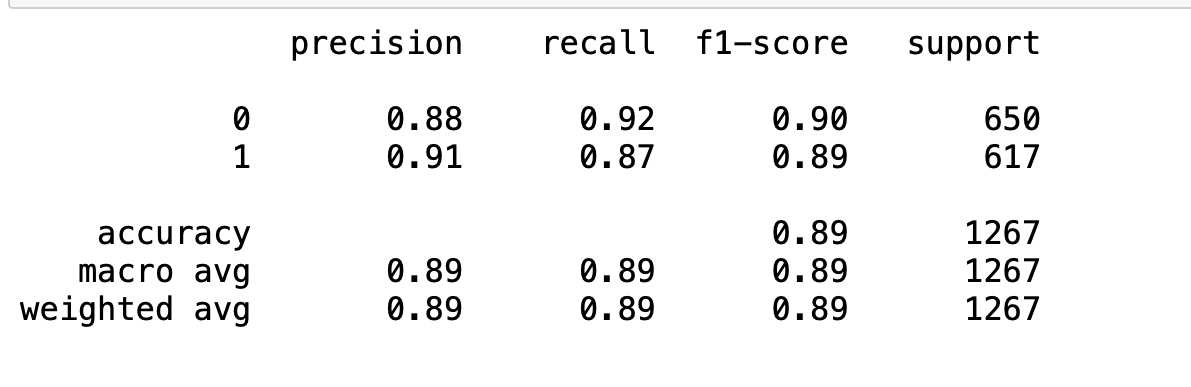 precision recall f1-score support
0 0.88 0.92 0.90 650
1 0.91 0.87 0.89 617
accuracy 0.89 1267
macro avg 0.89 0.89 0.89 1267
weighted avg 0.89 0.89 0.89 1267